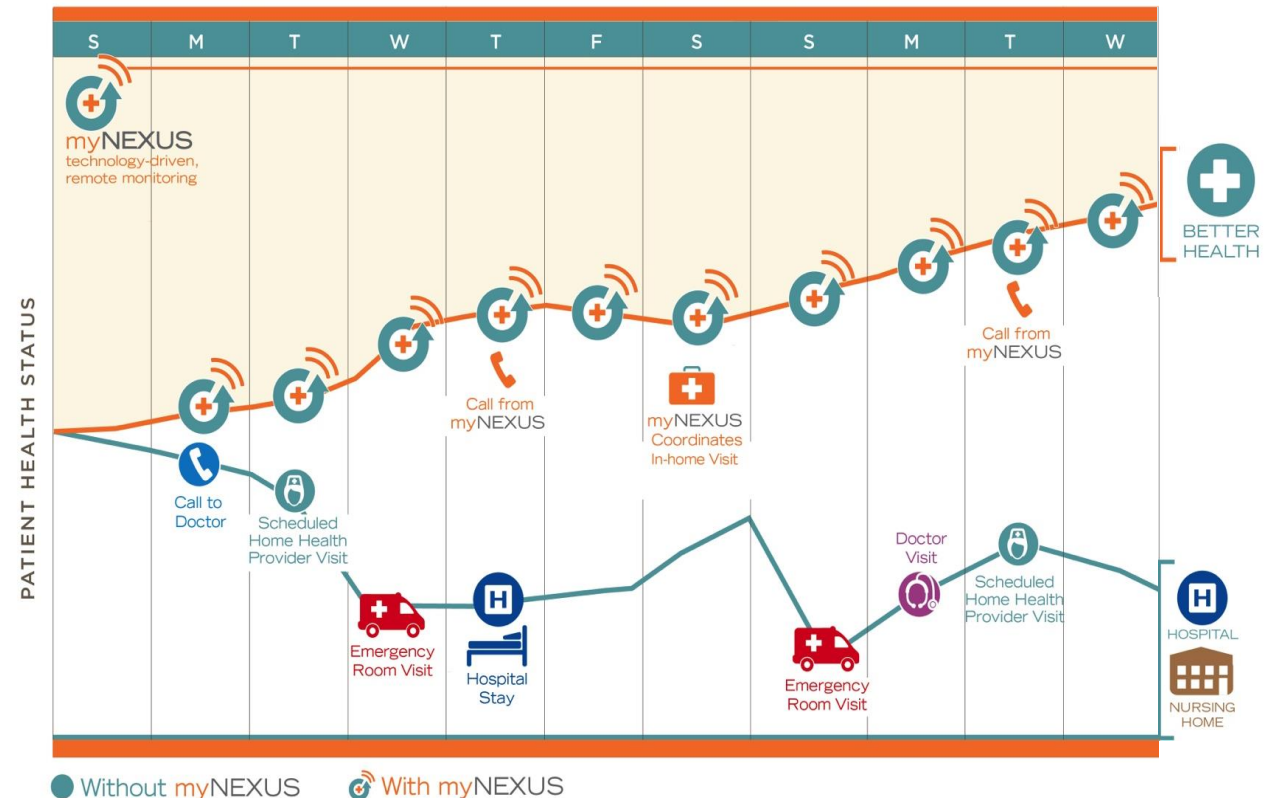 S M T W T F S S M T W
myNEXUS
technology-driven,
remote monitoring
BETTER
HEALTH
PATIENT HEALTH STATUS
Call from
myNEXUS
Call from
myNEXUS
myNEXUS
Coordinates
In-home Visit
Call to
Doctor
Scheduled
Home Health
Provider Visit
Emergency
Room Visit
H
Hospital
Stay
Emergency
Room Visit
Doctor
Visit
Scheduled
Home Health
Provider Visit
H
HOSPITAL
NURSING
HOME
Without myNEXUS
With myNEXUS